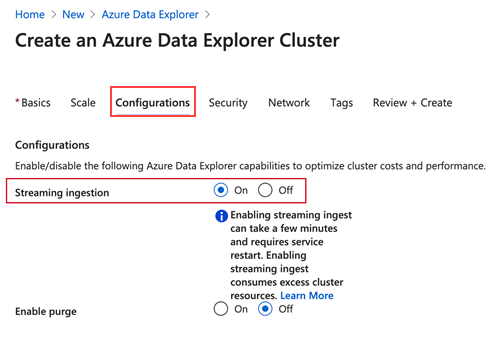 Home > New > Azure Data Explorer >
Create an Azure Data Explorer Cluster
* Basics Scale Configurations Security Network Tags Review + Create
Configurations
Enable/disable the following Azure Data Explorer capabilities to optimize cluster costs and performance.
Streaming ingestion On Off
Enabling streaming ingest
can take a few minutes
and requires service
restart. Enabling
streaming ingest
consumes excess cluster
resources. Learn More
Enable purge On Off